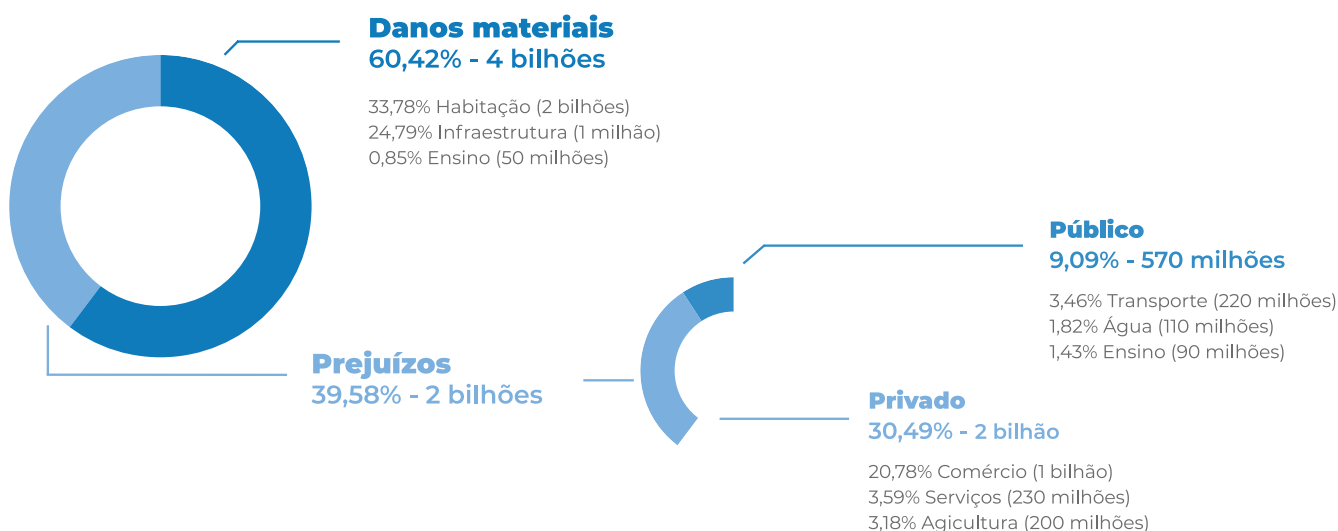 Danos materiais
60,42% - 4 bilhões
33,78% Habitação (2 bilhões)
24,79% Infraestrutura (1 milhão)
0,85% Ensino (50 milhões)
Prejuízos
39,58% - 2 bilhões
Público
9,09% - 570 milhões
3,46% Transporte (220 milhões)
1,82% Água (110 milhões)
1,43% Ensino (90 milhões)
Privado
30,49% - 2 bilhão
20,78% Comércio (1 bilhão)
3,59% Serviços (230 milhões)
3,18% Agicultura (200 milhões)